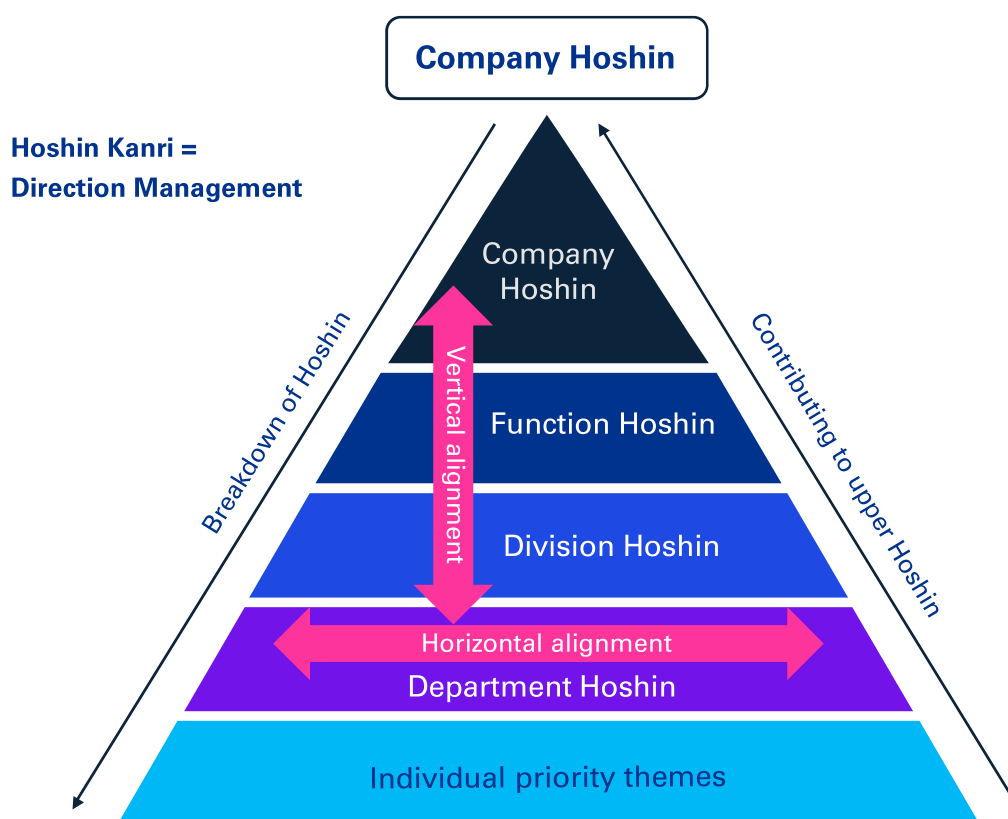 Company Hoshin
Hoshin Kanri =
Direction Management
Company
Hoshin
Breakdown of Hoshin
Contributing to upper Hoshin
Vertical alignment
Function Hoshin
Division Hoshin
Horizontal alignment
Department Hoshin
Individual priority themes